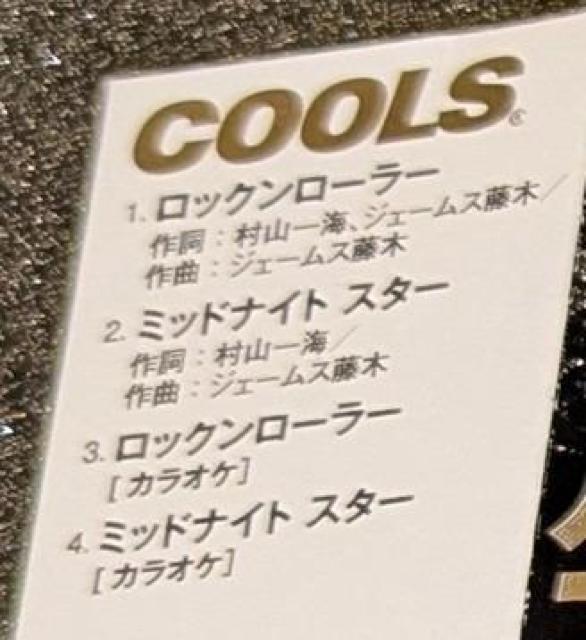 COOLS®
1. ロックンローラー
作詞：村山一海、ジェームス藤木／
作曲：ジェームス藤木
2. ミッドナイト スター
作詞：村山一海／
作曲：ジェームス藤木
3. ロックンローラー
[カラオケ]
4. ミッドナイト スター
[カラオケ]